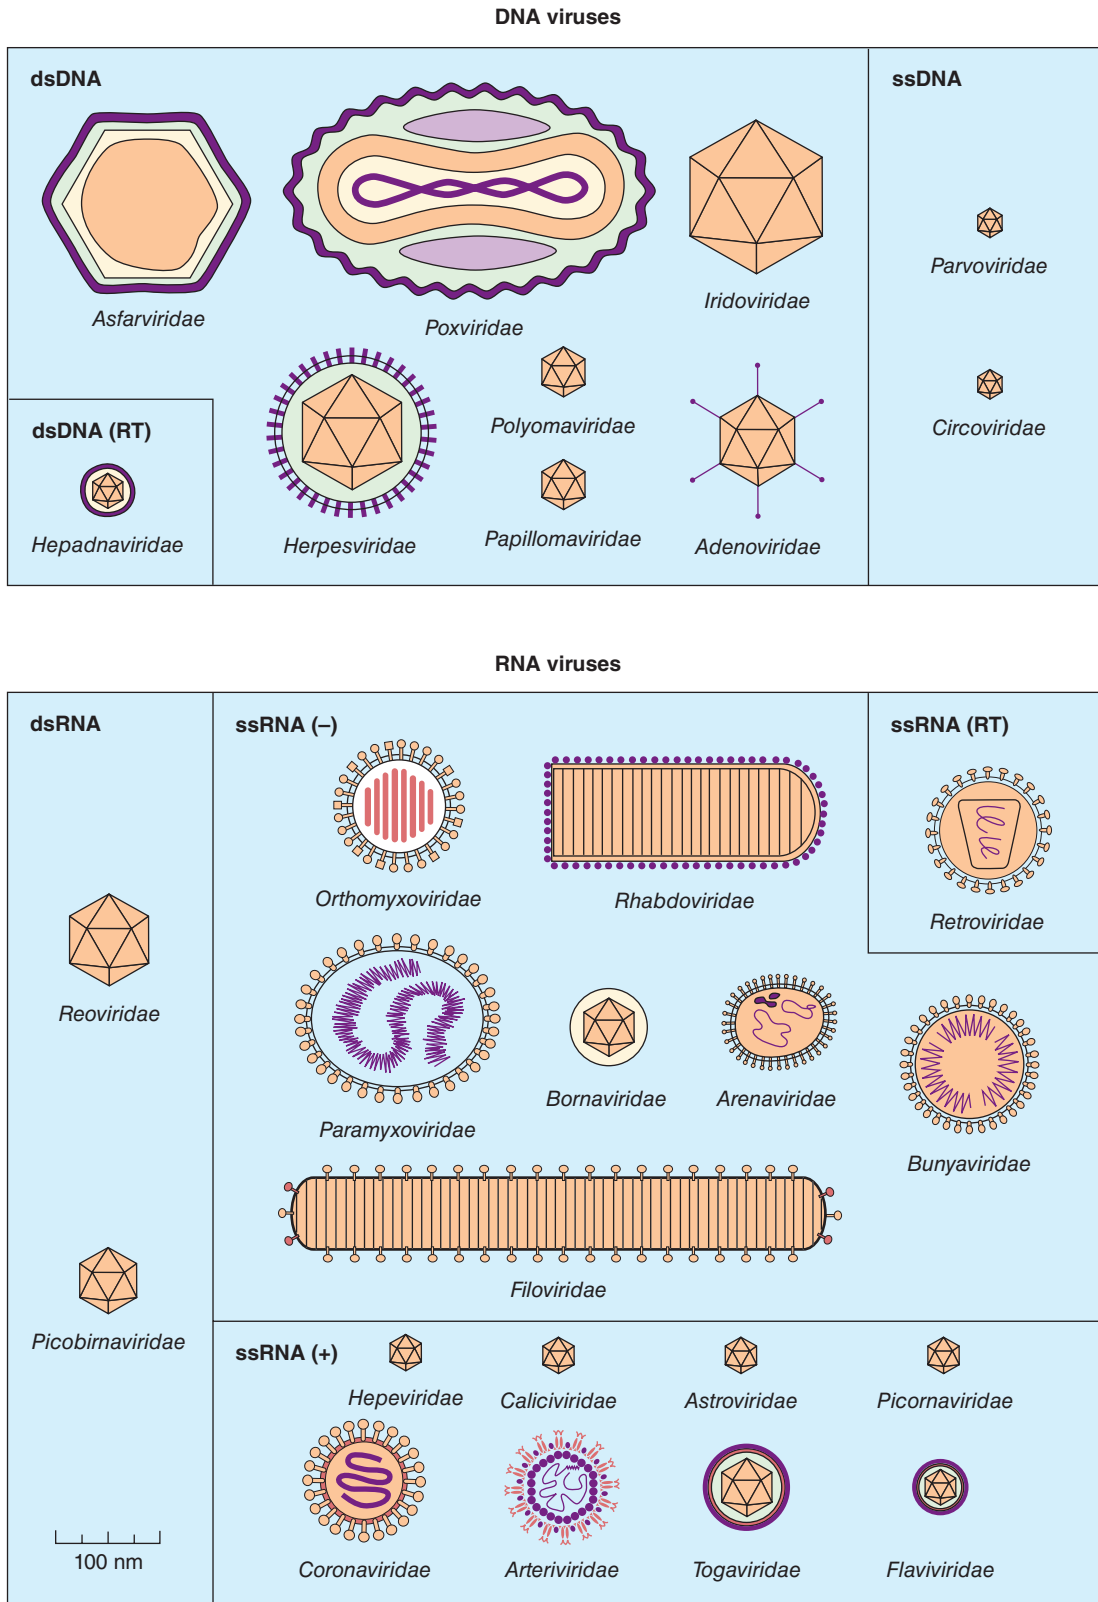 DNA viruses
dsDNA
ssDNA
Asfarviridae
Poxviridae
Iridoviridae
Parvoviridae
dsDNA (RT)
Hepadnaviridae
Herpesviridae
Polyomaviridae
Papillomaviridae
Adenoviridae
Circoviridae
RNA viruses
dsRNA
Reoviridae
Picobirnaviridae
ssRNA (–)
Orthomyxoviridae
Rhabdoviridae
ssRNA (RT)
Retroviridae
Paramyxoviridae
Bornaviridae
Arenaviridae
Bunyaviridae
Filoviridae
ssRNA (+)
Hepeviridae
Caliciviridae
Astroviridae
Picornaviridae
Coronaviridae
Arteriviridae
Togaviridae
Flaviviridae
100 nm